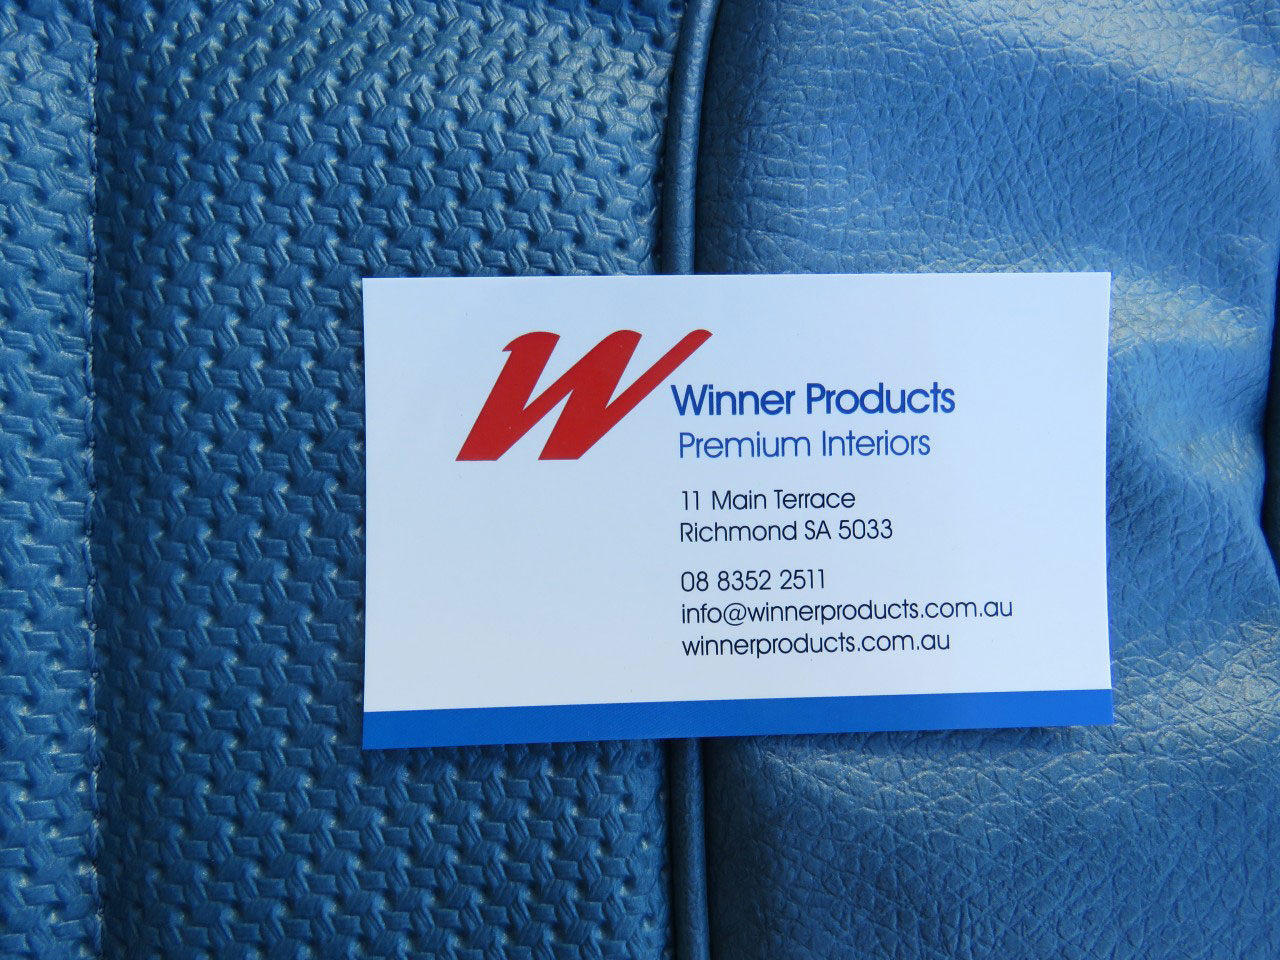 W
Winner Products
Premium Interiors
11 Main Terrace
Richmond SA 5033
08 8352 2511
info@winnerproducts.com.au
winnerproducts.com.au